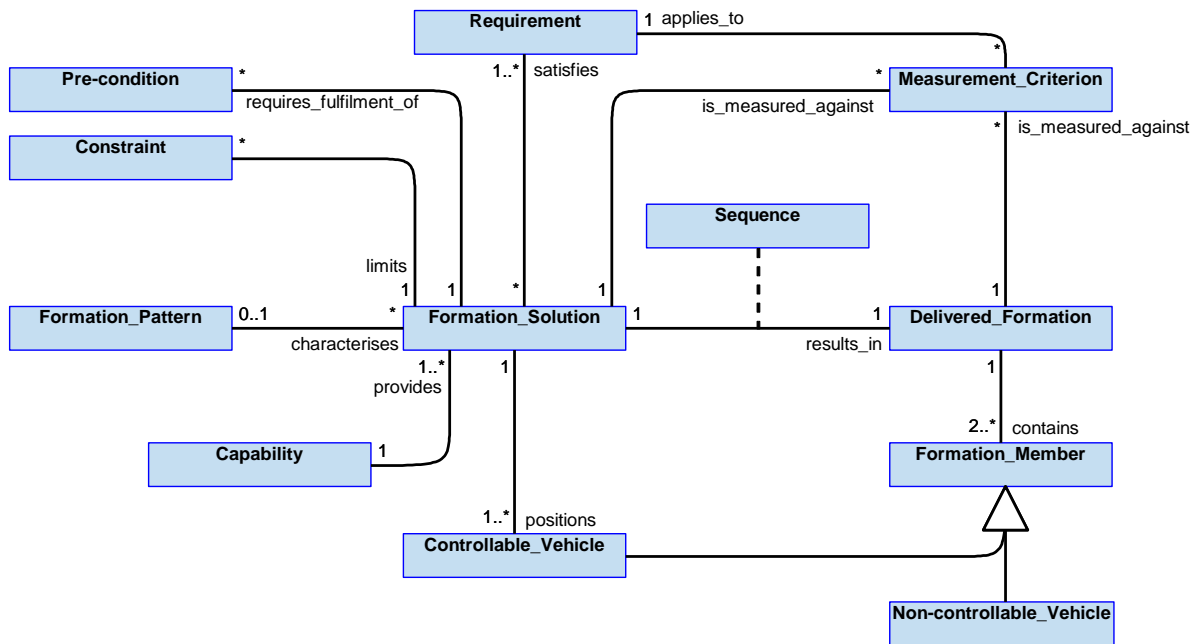 Requirement
1 applies_to
1..* satisfies
*
Pre-condition
*
requires_fulfilment_of
*
is_measured_against
Measurement_Criterion
* is_measured_against
Constraint
*
Sequence
limits
1
1
*
1
1
Formation_Pattern
0..1
*
characterises
Formation_Solution
1
1
results_in
Delivered_Formation
1..*
provides
1
1
Capability
1
2..* contains
Formation_Member
1..* positions
Controllable_Vehicle
Non-controllable_Vehicle